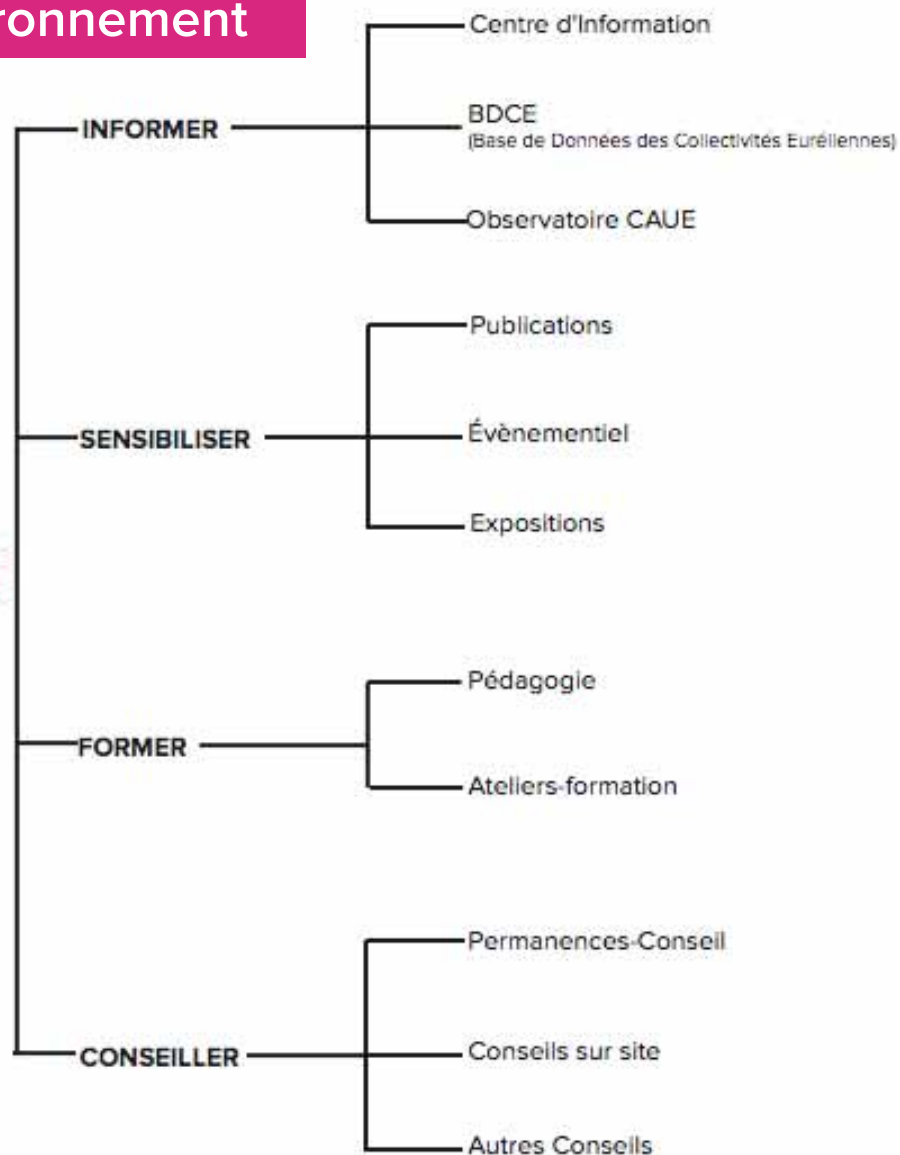 ronnement
Centre d'Information
INFORMER
BDCE
(Base de Données des Collectivités Euréliennes)
Observatoire CAUE
Publications
SENSIBILISER
Évènementiel
Expositions
Pédagogie
FORMER
Ateliers-formation
Permanences-Conseil
CONSEILLER
Conseils sur site
Autres Conseils